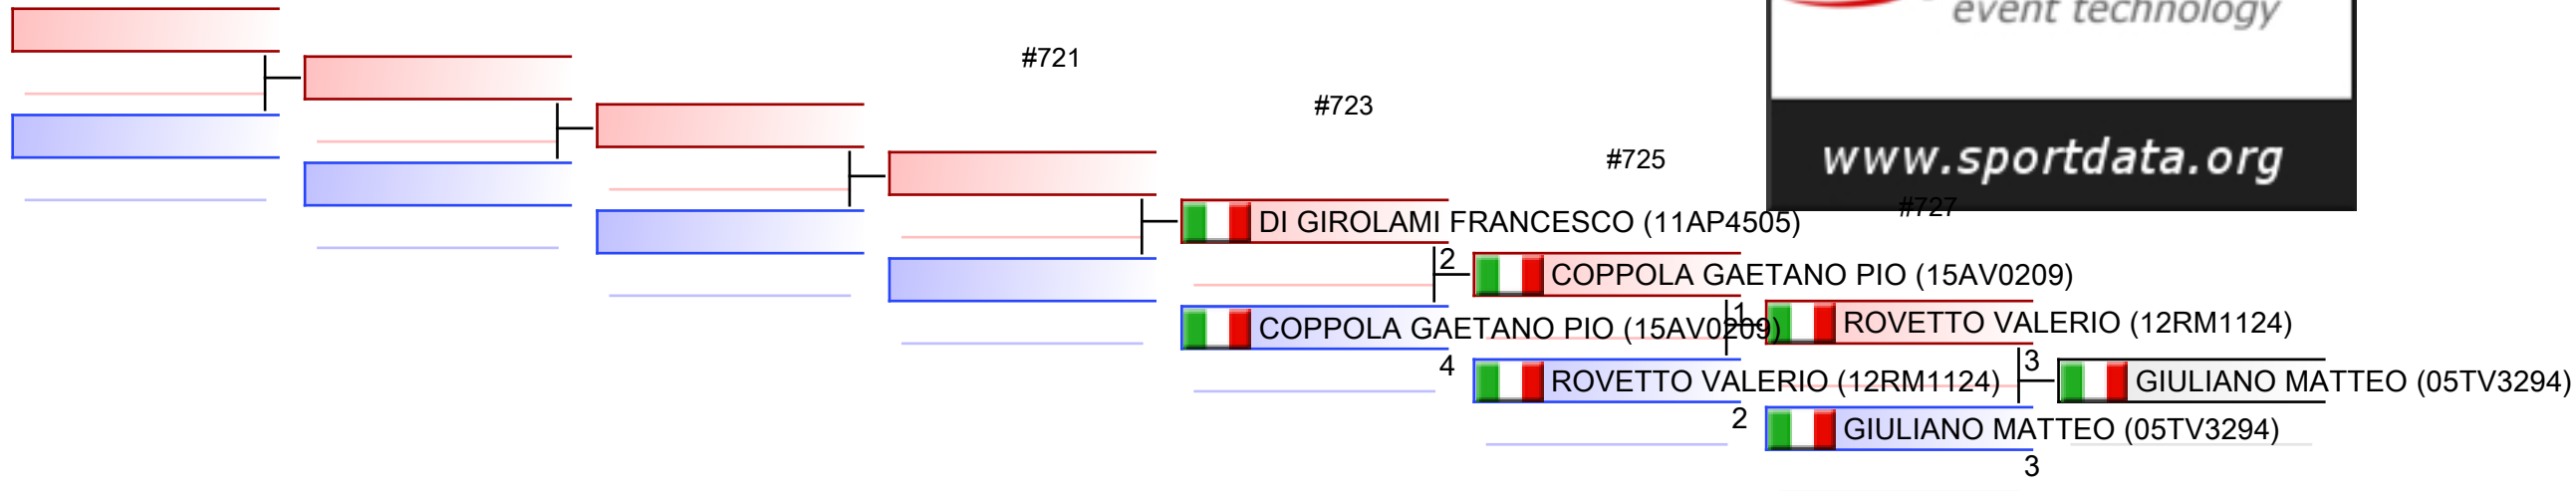 event technology
#721
#723
#725
www.sportdata.org
#727
DI GIROLAMI FRANCESCO (11AP4505)
2
COPPOLA GAETANO PIO (15AV0209)
1
COPPOLA GAETANO PIO (15AV0209)
4
ROVETTO VALERIO (12RM1124)
3
ROVETTO VALERIO (12RM1124)
2
GIULIANO MATTEO (05TV3294)
GIULIANO MATTEO (05TV3294)
3